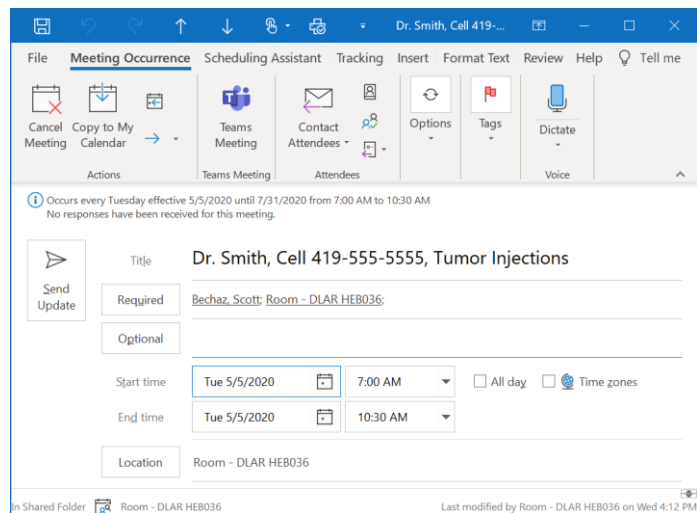 Dr. Smith, Cell 419-...
File Meeting Occurrence Scheduling Assistant Tracking Insert Format Text Review Help Tell me
Cancel Meeting
Copy to My Calendar
Actions
Teams Meeting
Teams Meeting
Contact Attendees
Attendees
Options
Tags
Dictate
Voice
Occurs every Tuesday effective 5/5/2020 until 7/31/2020 from 7:00 AM to 10:30 AM
No responses have been received for this meeting.
Send Update
Title Dr. Smith, Cell 419-555-5555, Tumor Injections
Required Bechaz, Scott; Room - DLAR HEB036;
Optional
Start time Tue 5/5/2020 7:00 AM All day Time zones
End time Tue 5/5/2020 10:30 AM
Location Room - DLAR HEB036
In Shared Folder Room - DLAR HEB036 Last modified by Room - DLAR HEB036 on Wed 4:12 PM